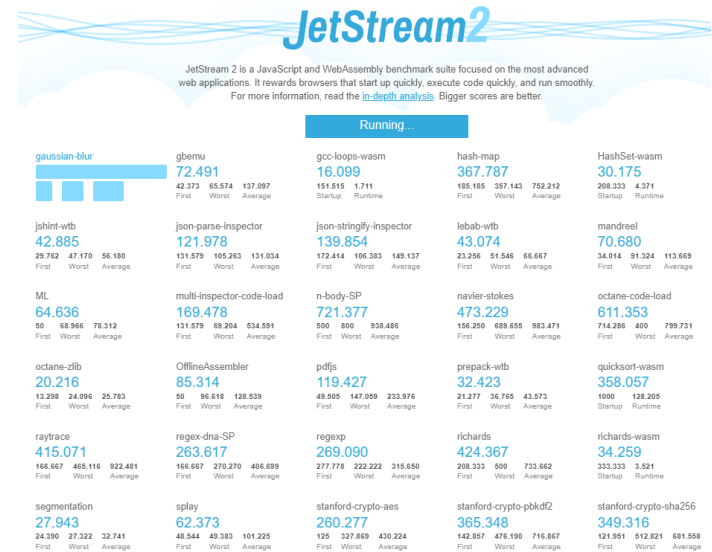 JetStream2
JetStream 2 is a JavaScript and WebAssembly benchmark suite focused on the most advanced
web applications. It rewards browsers that start up quickly, execute code quickly, and run smoothly.
For more information, read the in-depth analysis. Bigger scores are better.
Running...
gaussian-blur gbemu gcc-loops-wasm hash-map HashSet-wasm
72.491 16.099 367.787 30.175
42.373 65.574 137.097 151.515 1.711 185.185 357.143 752.212 208.333 4.371
First Worst Average Startup Runtime First Worst Average Startup Runtime
jshint-wtb json-parse-inspector json-stringify-inspector lebab-wtb mandreel
42.885 121.978 139.854 43.074 70.680
29.762 47.170 56.180 131.579 105.263 131.034 172.414 106.383 149.137 23.256 51.546 66.667 34.014 91.324 113.669
First Worst Average First Worst Average First Worst Average First Worst Average First Worst Average
ML multi-inspector-code-load n-body-SP navier-stokes octane-code-load
64.636 169.478 721.377 473.229 611.353
50 68.966 78.312 131.579 69.204 534.591 500 800 938.486 156.250 689.655 983.471 714.286 400 799.731
First Worst Average First Worst Average First Worst Average First Worst Average First Worst Average
octane-zlib OfflineAssembler pdfjs prepack-wtb quicksort-wasm
20.216 85.314 119.427 32.423 358.057
13.298 24.096 25.783 50 96.618 128.539 49.505 147.059 233.976 21.277 36.765 43.573 1000 128.205
First Worst Average First Worst Average First Worst Average First Worst Average Startup Runtime
raytrace regex-dna-SP regexp richards richards-wasm
415.071 263.617 269.090 424.367 34.259
166.667 465.116 922.481 166.667 270.270 406.699 277.778 222.222 315.650 208.333 500 733.662 333.333 3.521
First Worst Average First Worst Average First Worst Average First Worst Average Startup Runtime
segmentation splay stanford-crypto-aes stanford-crypto-pbkdf2 stanford-crypto-sha256
27.943 62.373 260.277 365.348 349.316
24.390 27.322 32.741 48.544 49.383 101.225 125 327.869 430.224 142.857 476.190 716.867 121.951 512.821 681.558
First Worst Average First Worst Average First Worst Average First Worst Average First Worst Average